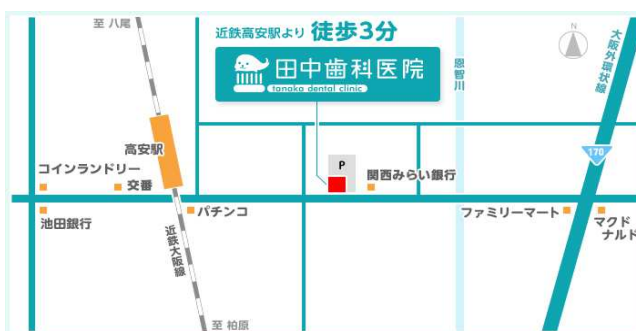 至 八尾
近鉄高安駅より 徒歩3分
田中歯科医院
tanaka dental clinic
N
大阪外環状線
恩智川
170
高安駅
P
コインランドリー
交番
関西みらい銀行
池田銀行
パチンコ
ファミリーマート
マクド
ナルド
近鉄大阪線
至 柏原